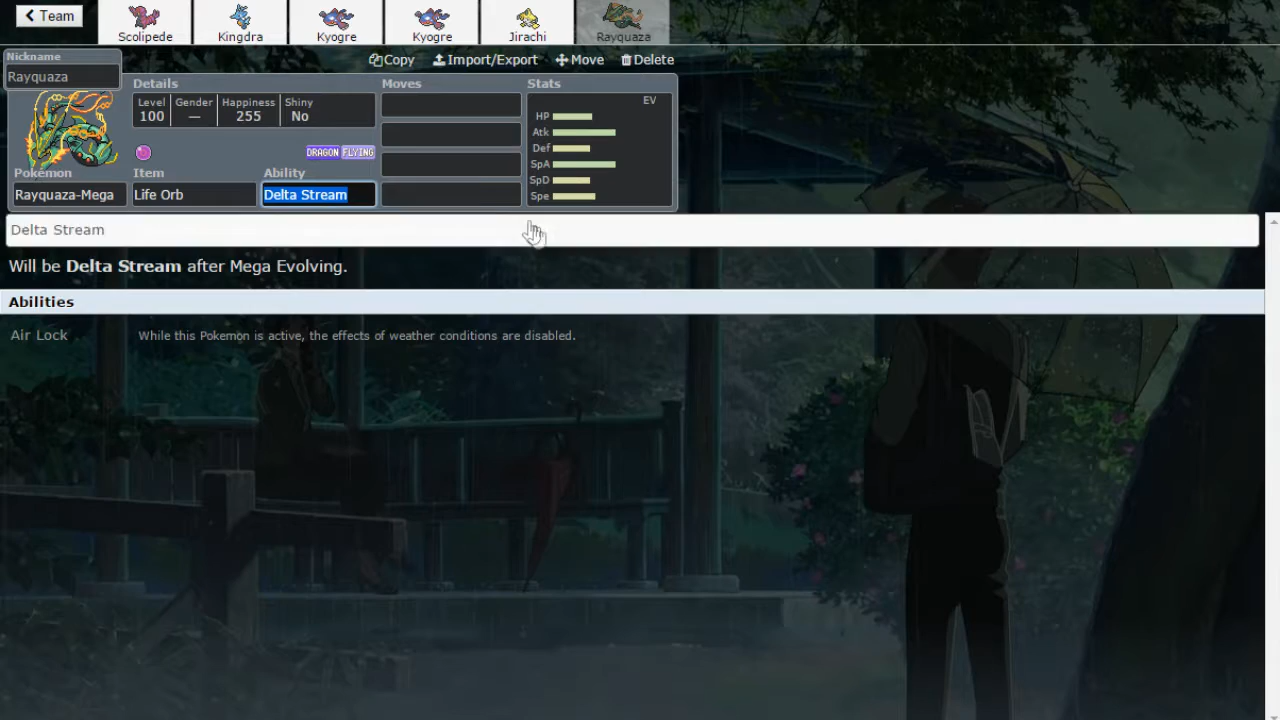 Team
Scolipede Kingdra Kyogre Kyogre Jirachi Rayquaza
Nickname
Rayquaza
Copy Import/Export Move Delete
Details Moves Stats
Level Gender Happiness Shiny
100 — 255 No
EV
HP
Atk
Def
SpA
SpD
Spe
DRAGON FLYING
Pokémon Item Ability
Rayquaza-Mega Life Orb Delta Stream
Delta Stream
Will be Delta Stream after Mega Evolving.
Abilities
Air Lock While this Pokemon is active, the effects of weather conditions are disabled.